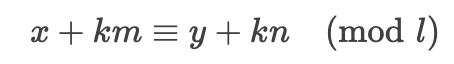 x + km ≡ y + kn (mod l)